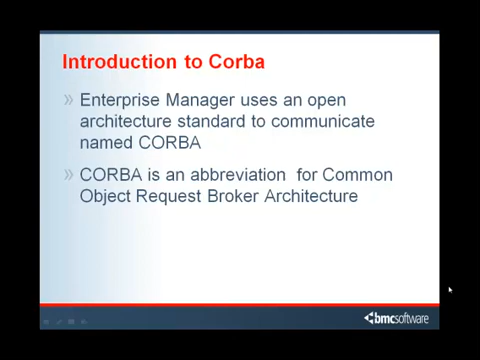 Introduction to Corba
» Enterprise Manager uses an open
architecture standard to communicate
named CORBA
» CORBA is an abbreviation for Common
Object Request Broker Architecture
bmcsoftware